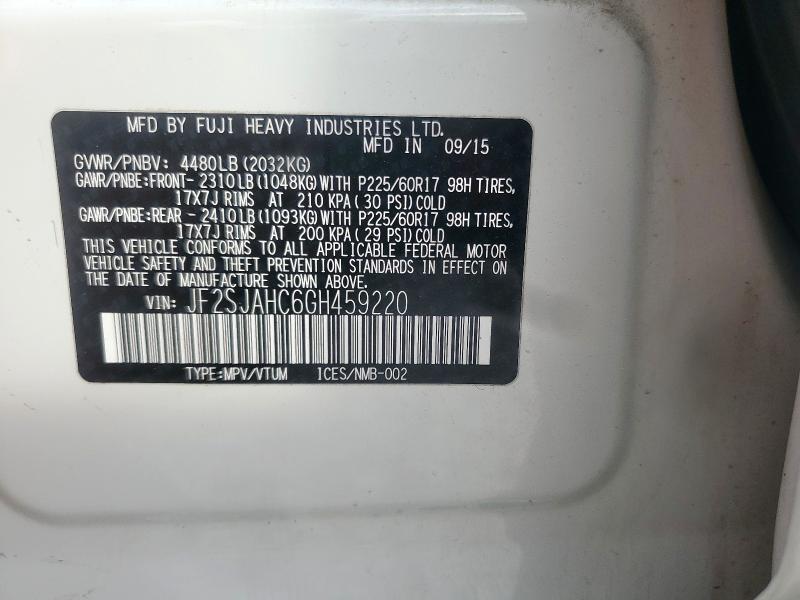 MFD BY FUJI HEAVY INDUSTRIES LTD.
MFD IN 09/15
GVWR/PNBV: 4480LB(2032KG)
GAWR/PNBE:FRONT- 2310LB(1048KG)WITH P225/60R17 98H TIRES,
17X7J RIMS AT 210 KPA( 30 PSI)COLD
GAWR/PNBE:REAR - 2410LB(1093KG)WITH P225/60R17 98H TIRES,
17X7J RIMS AT 200 KPA( 29 PSI)COLD
THIS VEHICLE CONFORMS TO ALL APPLICABLE FEDERAL MOTOR
VEHICLE SAFETY AND THEFT PREVENTION STANDARDS IN EFFECT ON
THE DATE OF MANUFACTURE SHOWN ABOVE.
VIN: JF2SJAHC6GH459220
TYPE:MPV/VTUM ICES/NMB-002